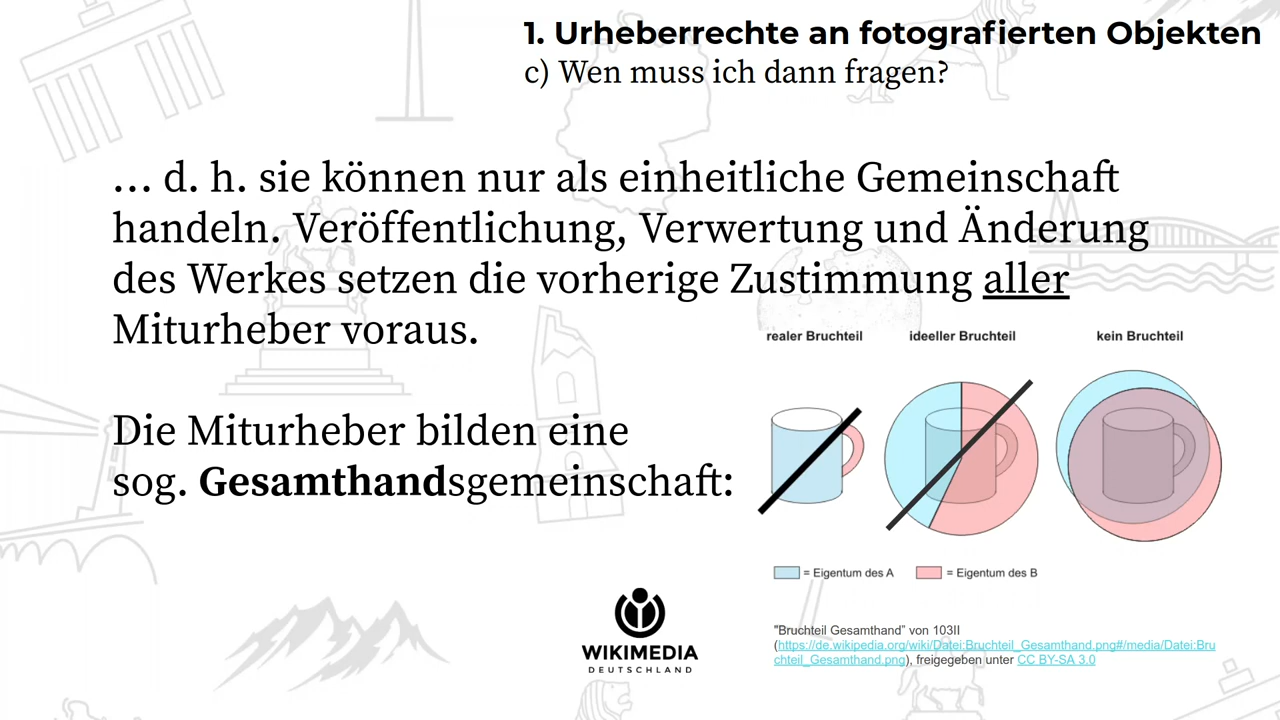 1. Urheberrechte an fotografierten Objekten
c) Wen muss ich dann fragen?
... d. h. sie können nur als einheitliche Gemeinschaft
handeln. Veröffentlichung, Verwertung und Änderung
des Werkes setzen die vorherige Zustimmung aller
Miturheber voraus.
Die Miturheber bilden eine
sog. Gesamthandsgemeinschaft:
realer Bruchteil
ideeller Bruchteil
kein Bruchteil
= Eigentum des A
= Eigentum des B
"Bruchteil Gesamthand" von 103II
(https://de.wikipedia.org/wiki/Datei:Bruchteil_Gesamthand.png#/media/Datei:Bru
chteil_Gesamthand.png), freigegeben unter CC BY-SA 3.0
WIKIMEDIA
DEUTSCHLAND